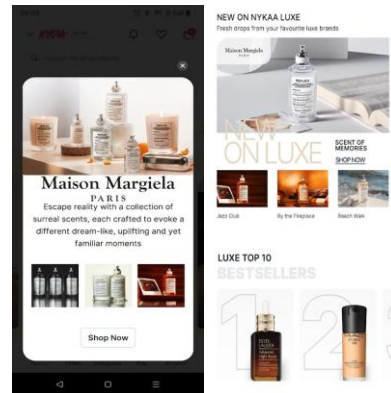 Maison Margiela
PARIS
Escape reality with a collection of
surreal scents, each crafted to evoke a
different dream-like, uplifting and yet
familiar moments
Shop Now
NEW ON NYKAA LUXE
Fresh drops from your favourite luxe brands
Maison Margiela
PARIS
NEW
ON LUXE
SCENT OF
MEMORIES
SHOP NOW
Jazz Club
By the Fireplace
Beach Walk
LUXE TOP 10
BESTSELLERS
1
2
3